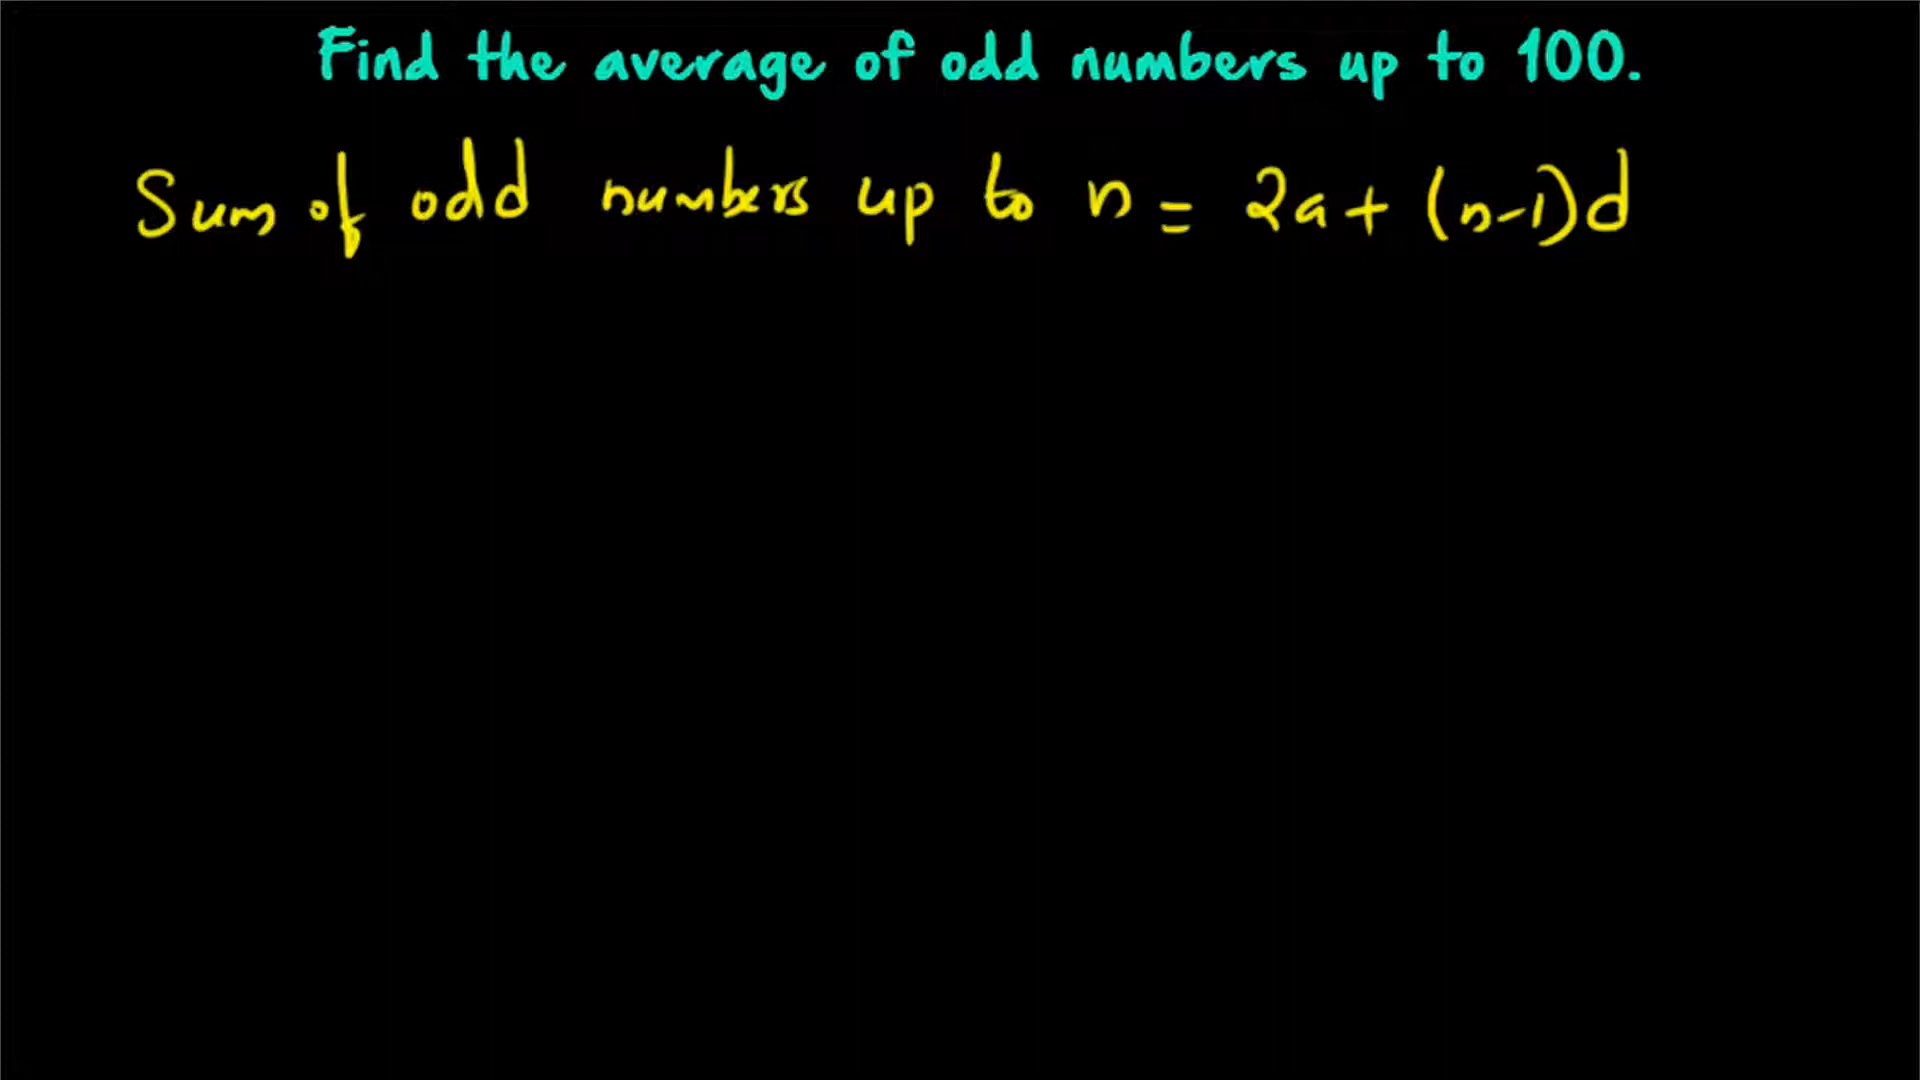 Find the average of odd numbers up to 100.
Sum of odd numbers up to n = 2a + (n-1)d